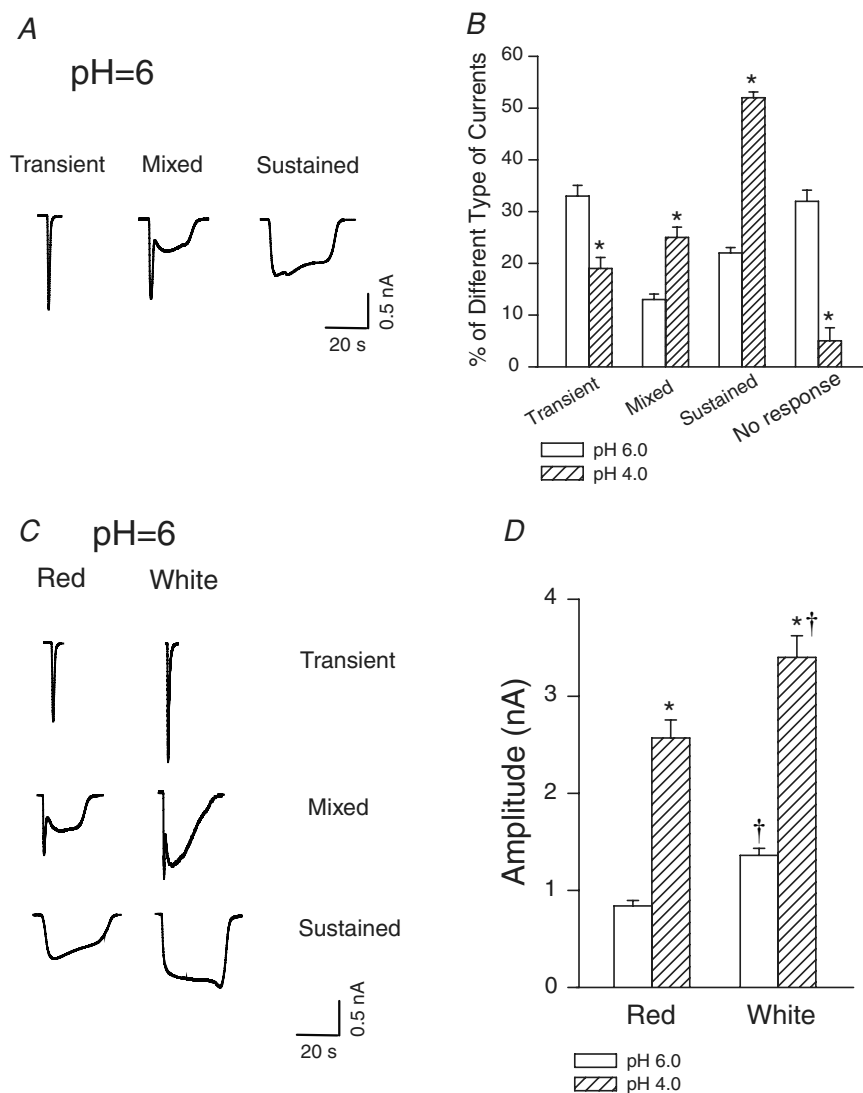 A
pH=6
Transient Mixed Sustained
0.5 nA
20 s
B
% of Different Type of Currents
60
50
40
30
20
10
0
* * * *
Transient Mixed Sustained No response
pH 6.0
pH 4.0
C
pH=6
Red White
Transient
Mixed
Sustained
0.5 nA
20 s
D
Amplitude (nA)
4
3
2
1
0
*
†
*†
Red White
pH 6.0
pH 4.0